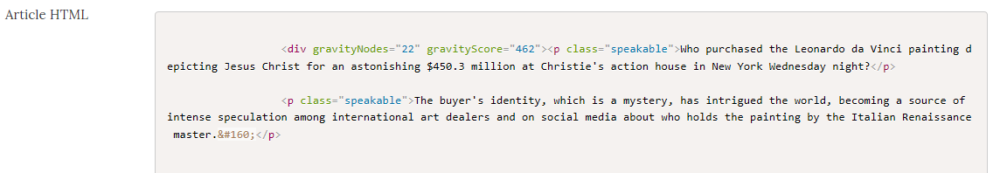 Article HTML
<div gravityNodes="22" gravityScore="462"><p class="speakable">Who purchased the Leonardo da Vinci painting d
epicting Jesus Christ for an astonishing $450.3 million at Christie's action house in New York Wednesday night?</p>
<p class="speakable">The buyer's identity, which is a mystery, has intrigued the world, becoming a source of
intense speculation among international art dealers and on social media about who holds the painting by the Italian Renaissance
master.&#160;</p>